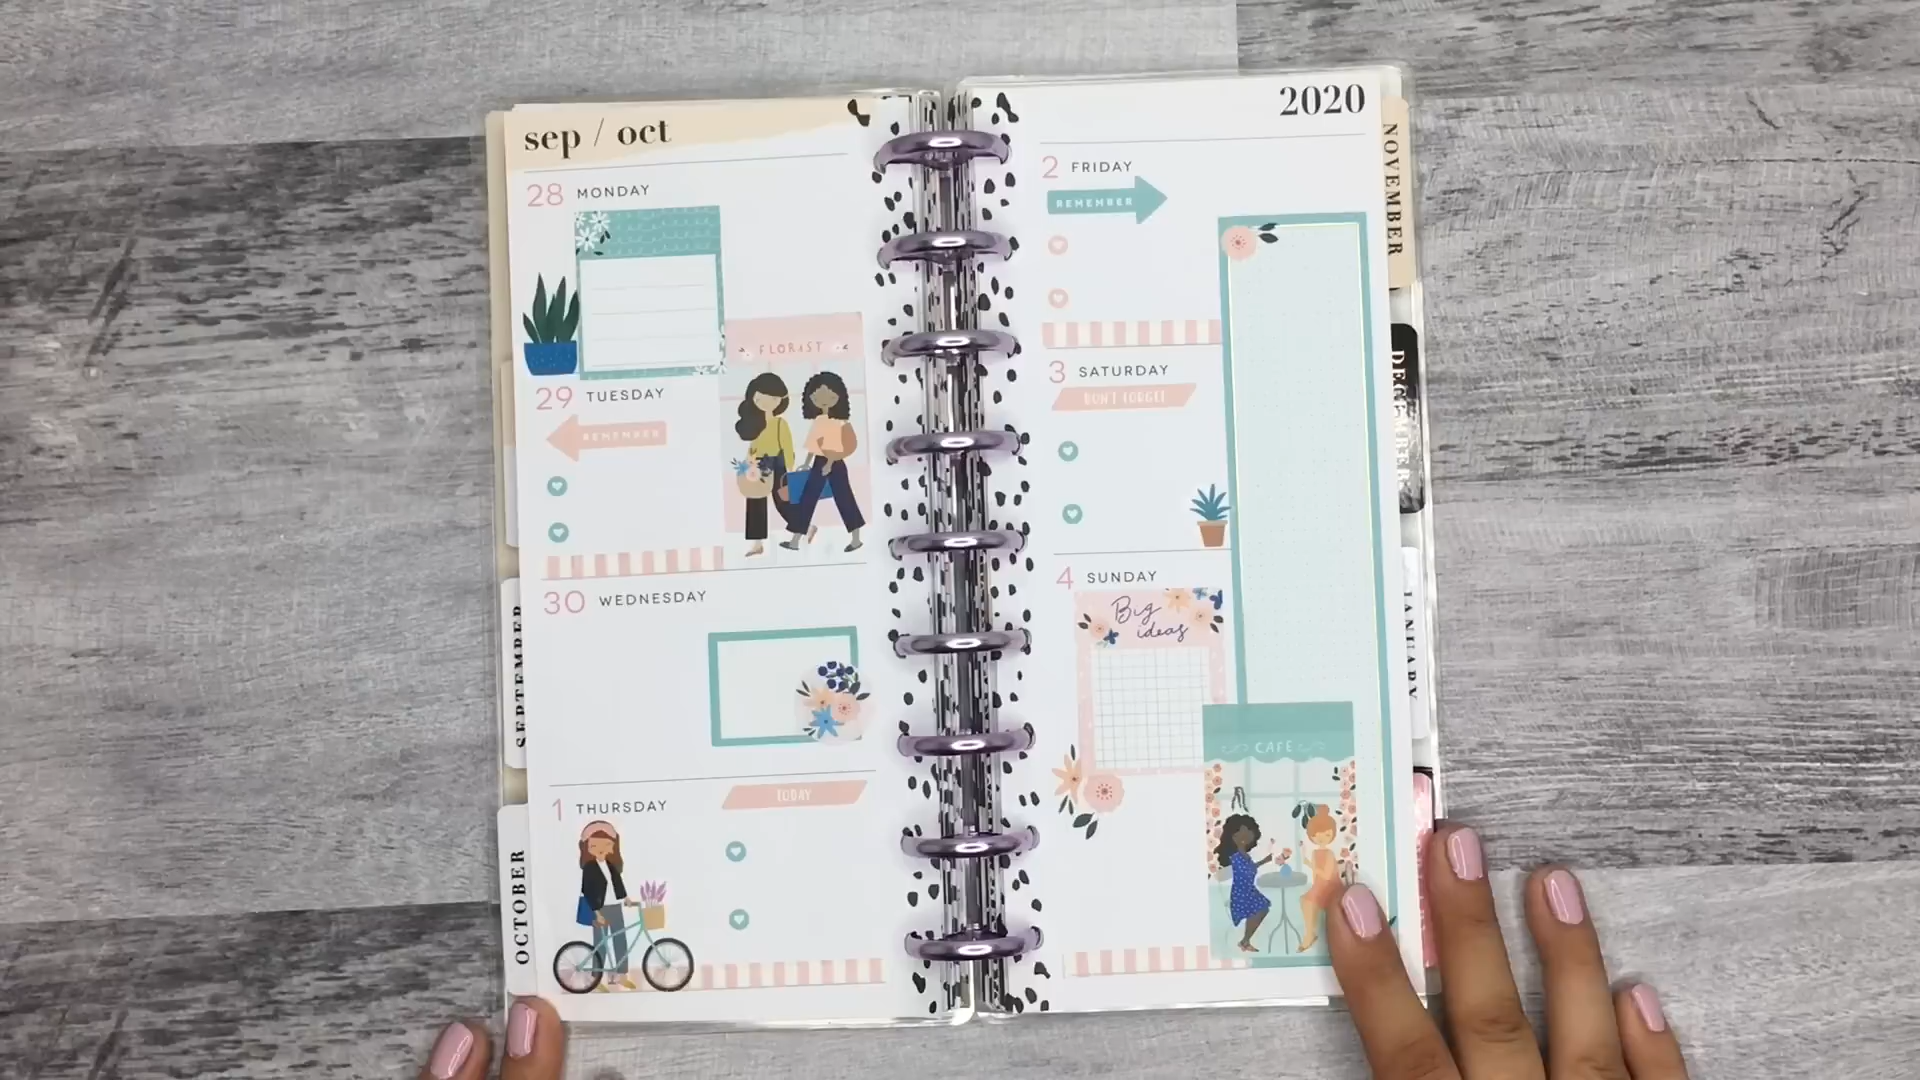 sep / oct
28 MONDAY
FLORIST
29 TUESDAY
REMEMBER
30 WEDNESDAY
1 THURSDAY
TODAY
SEPTEMBER
OCTOBER
2020
2 FRIDAY
REMEMBER
3 SATURDAY
DON'T FORGET
4 SUNDAY
Big
ideas
CAFE
NOVEMBER
DECEMBER
JANUARY